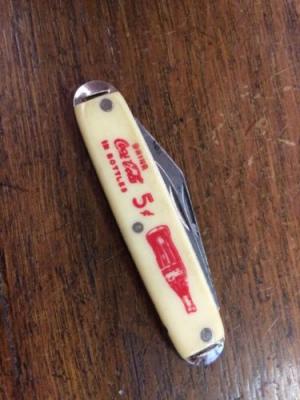 DRINK
Coca-Cola
IN BOTTLES
5¢